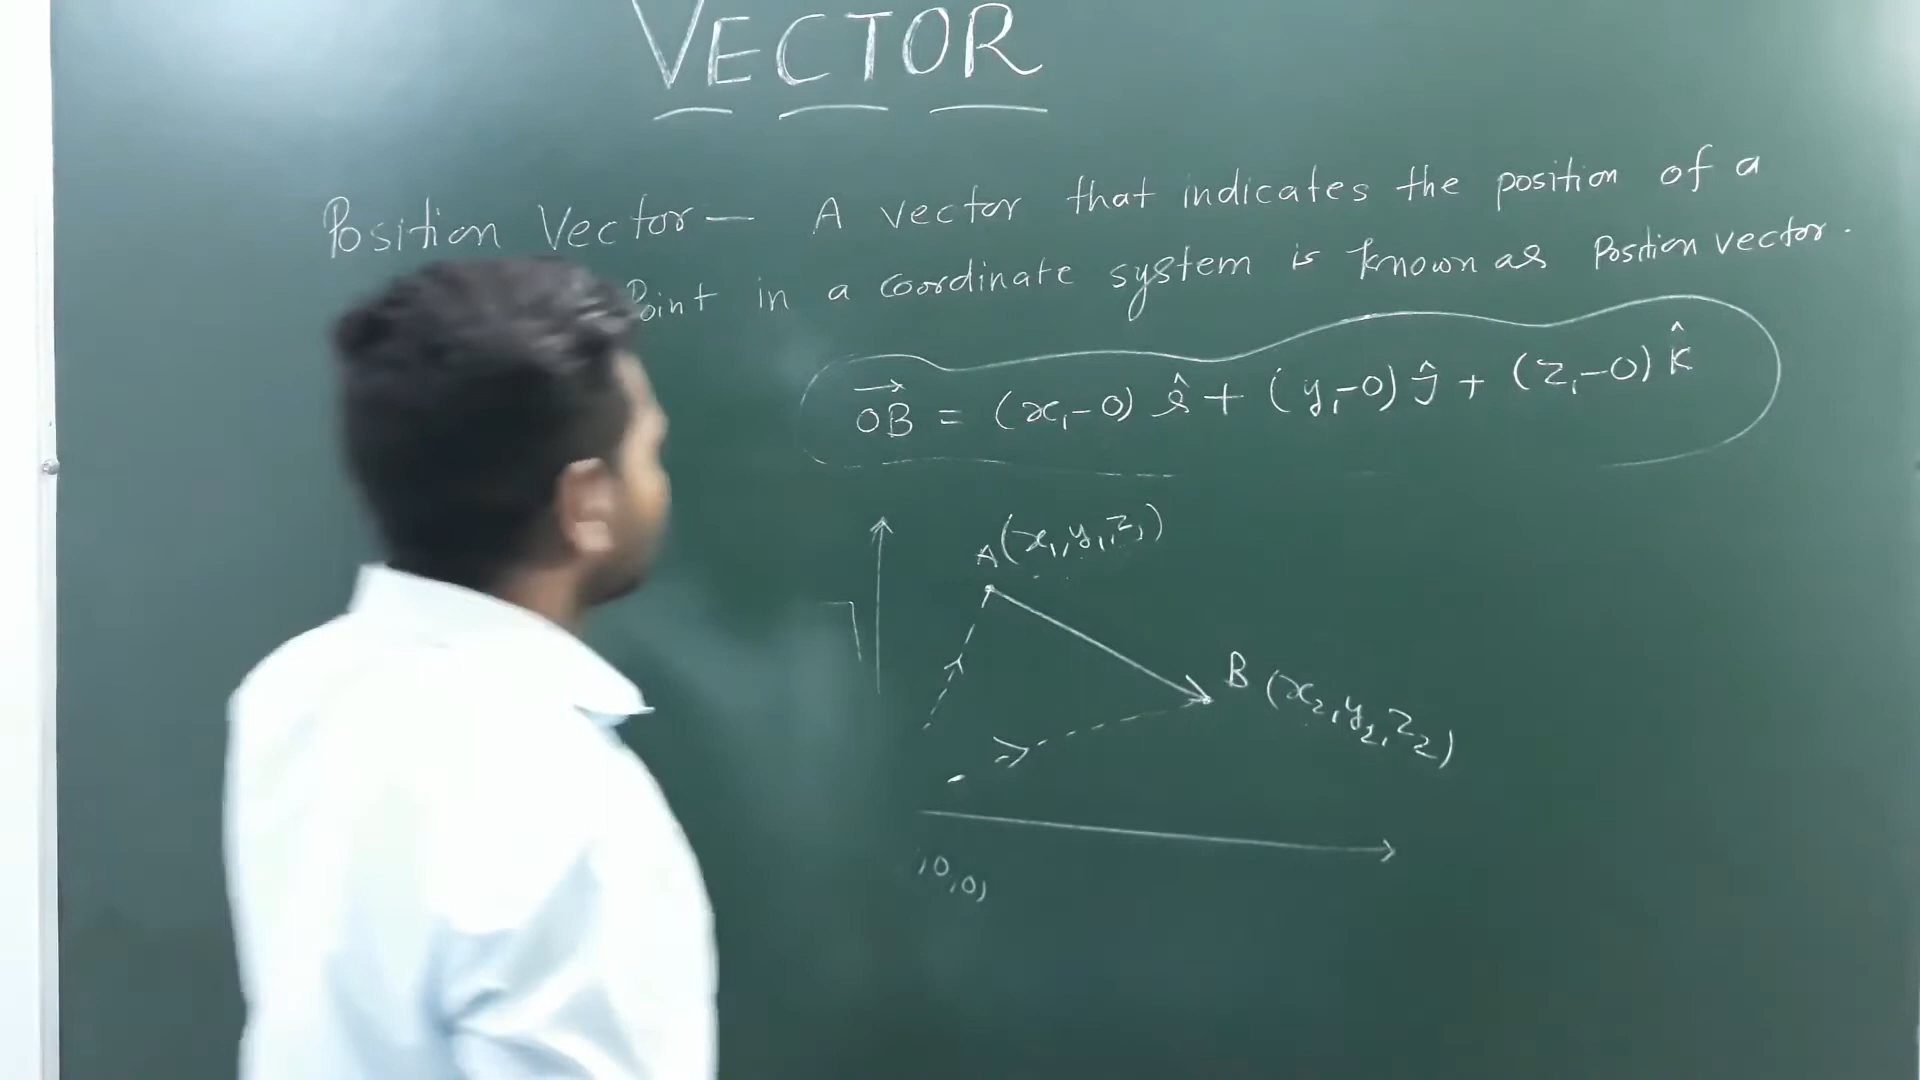 VECTOR
Position Vector — A vector that indicates the position of a
Point in a coordinate system is known as Position vector.
→OB = (x₁-0) î + (y₁-0) ĵ + (z₁-0) k̂
A(x₁,y₁,z₁)
B (x₂,y₂,z₂)
,0,0)